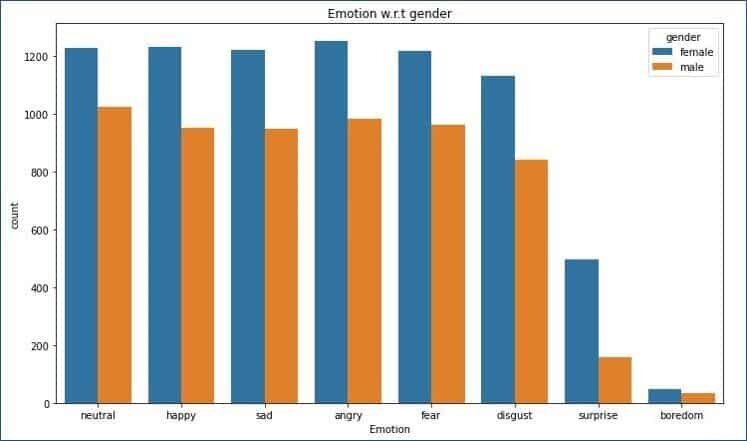 Emotion w.r.t gender
gender
female
male
1200
1000
800
600
400
200
0
count
neutral happy sad angry fear disgust surprise boredom
Emotion